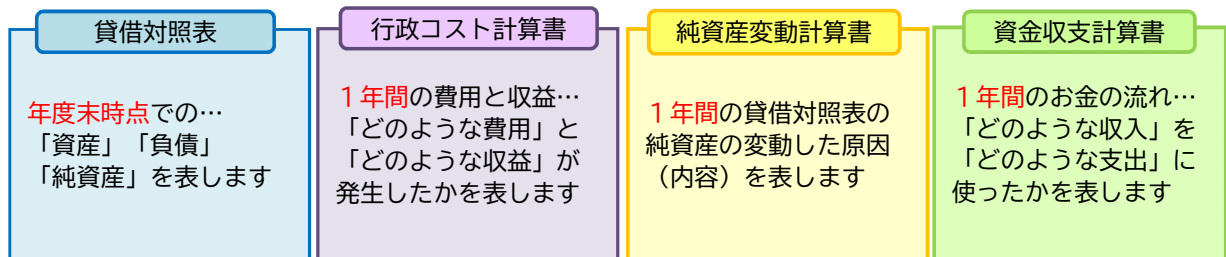 貸借対照表
年度末時点での…
「資産」「負債」
「純資産」を表します
行政コスト計算書
１年間の費用と収益…
「どのような費用」と
「どのような収益」が
発生したかを表します
純資産変動計算書
１年間の貸借対照表の
純資産の変動した原因
（内容）を表します
資金収支計算書
１年間のお金の流れ…
「どのような収入」を
「どのような支出」に
使ったかを表します